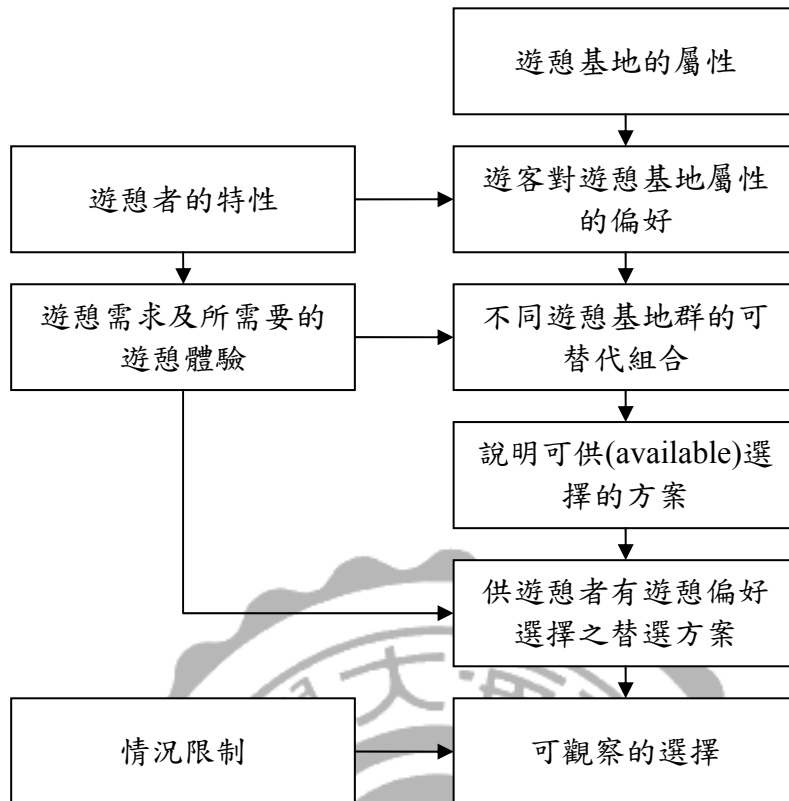 遊憩基地的屬性
遊憩者的特性
遊客對遊憩基地屬性
的偏好
遊憩需求及所需要的
遊憩體驗
不同遊憩基地群的可
替代組合
說明可供(available)選
擇的方案
供遊憩者有遊憩偏好
選擇之替選方案
情況限制
可觀察的選擇